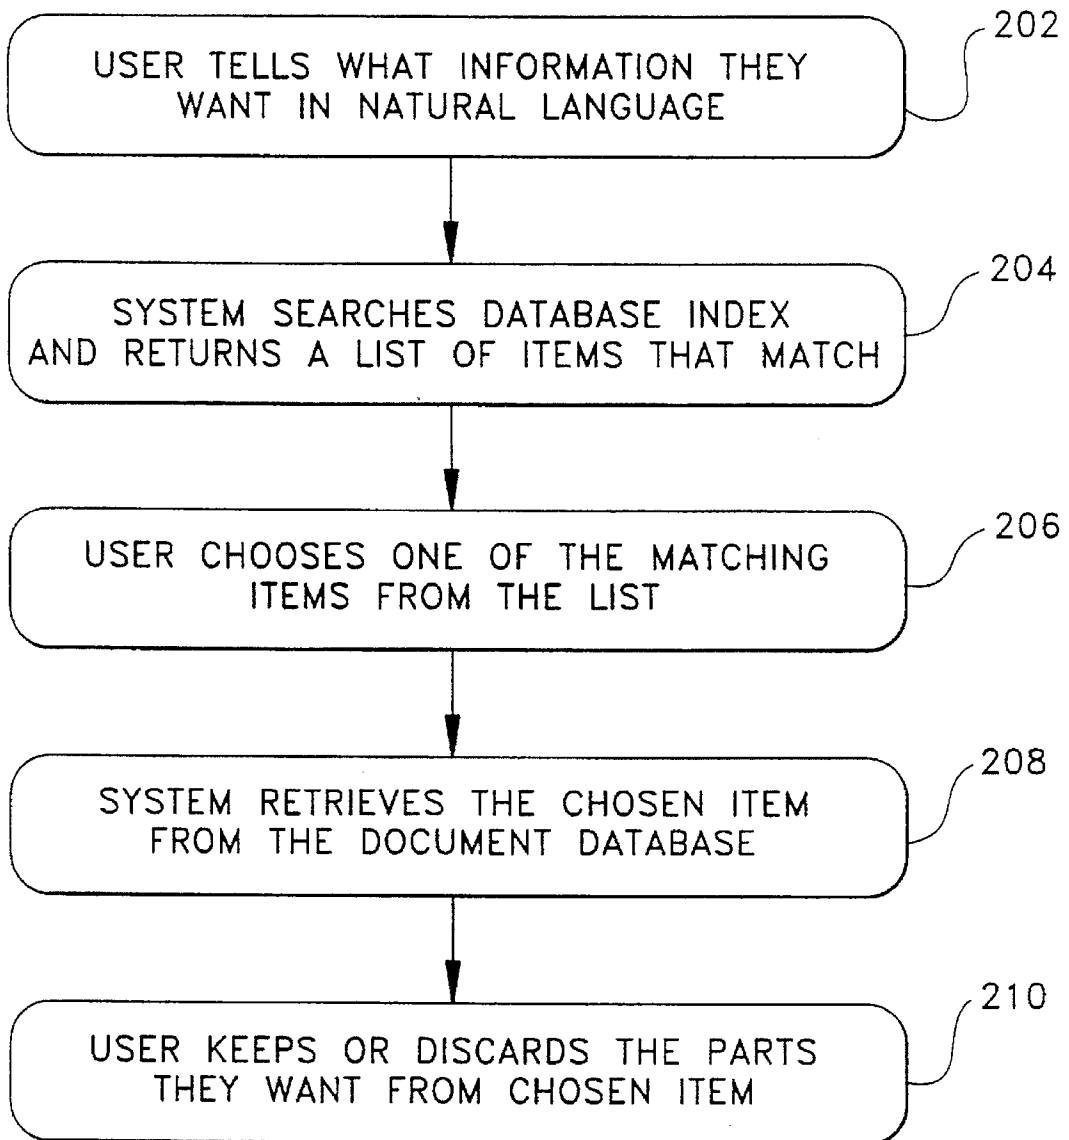 202
USER TELLS WHAT INFORMATION THEY
WANT IN NATURAL LANGUAGE
204
SYSTEM SEARCHES DATABASE INDEX
AND RETURNS A LIST OF ITEMS THAT MATCH
206
USER CHOOSES ONE OF THE MATCHING
ITEMS FROM THE LIST
208
SYSTEM RETRIEVES THE CHOSEN ITEM
FROM THE DOCUMENT DATABASE
210
USER KEEPS OR DISCARDS THE PARTS
THEY WANT FROM CHOSEN ITEM